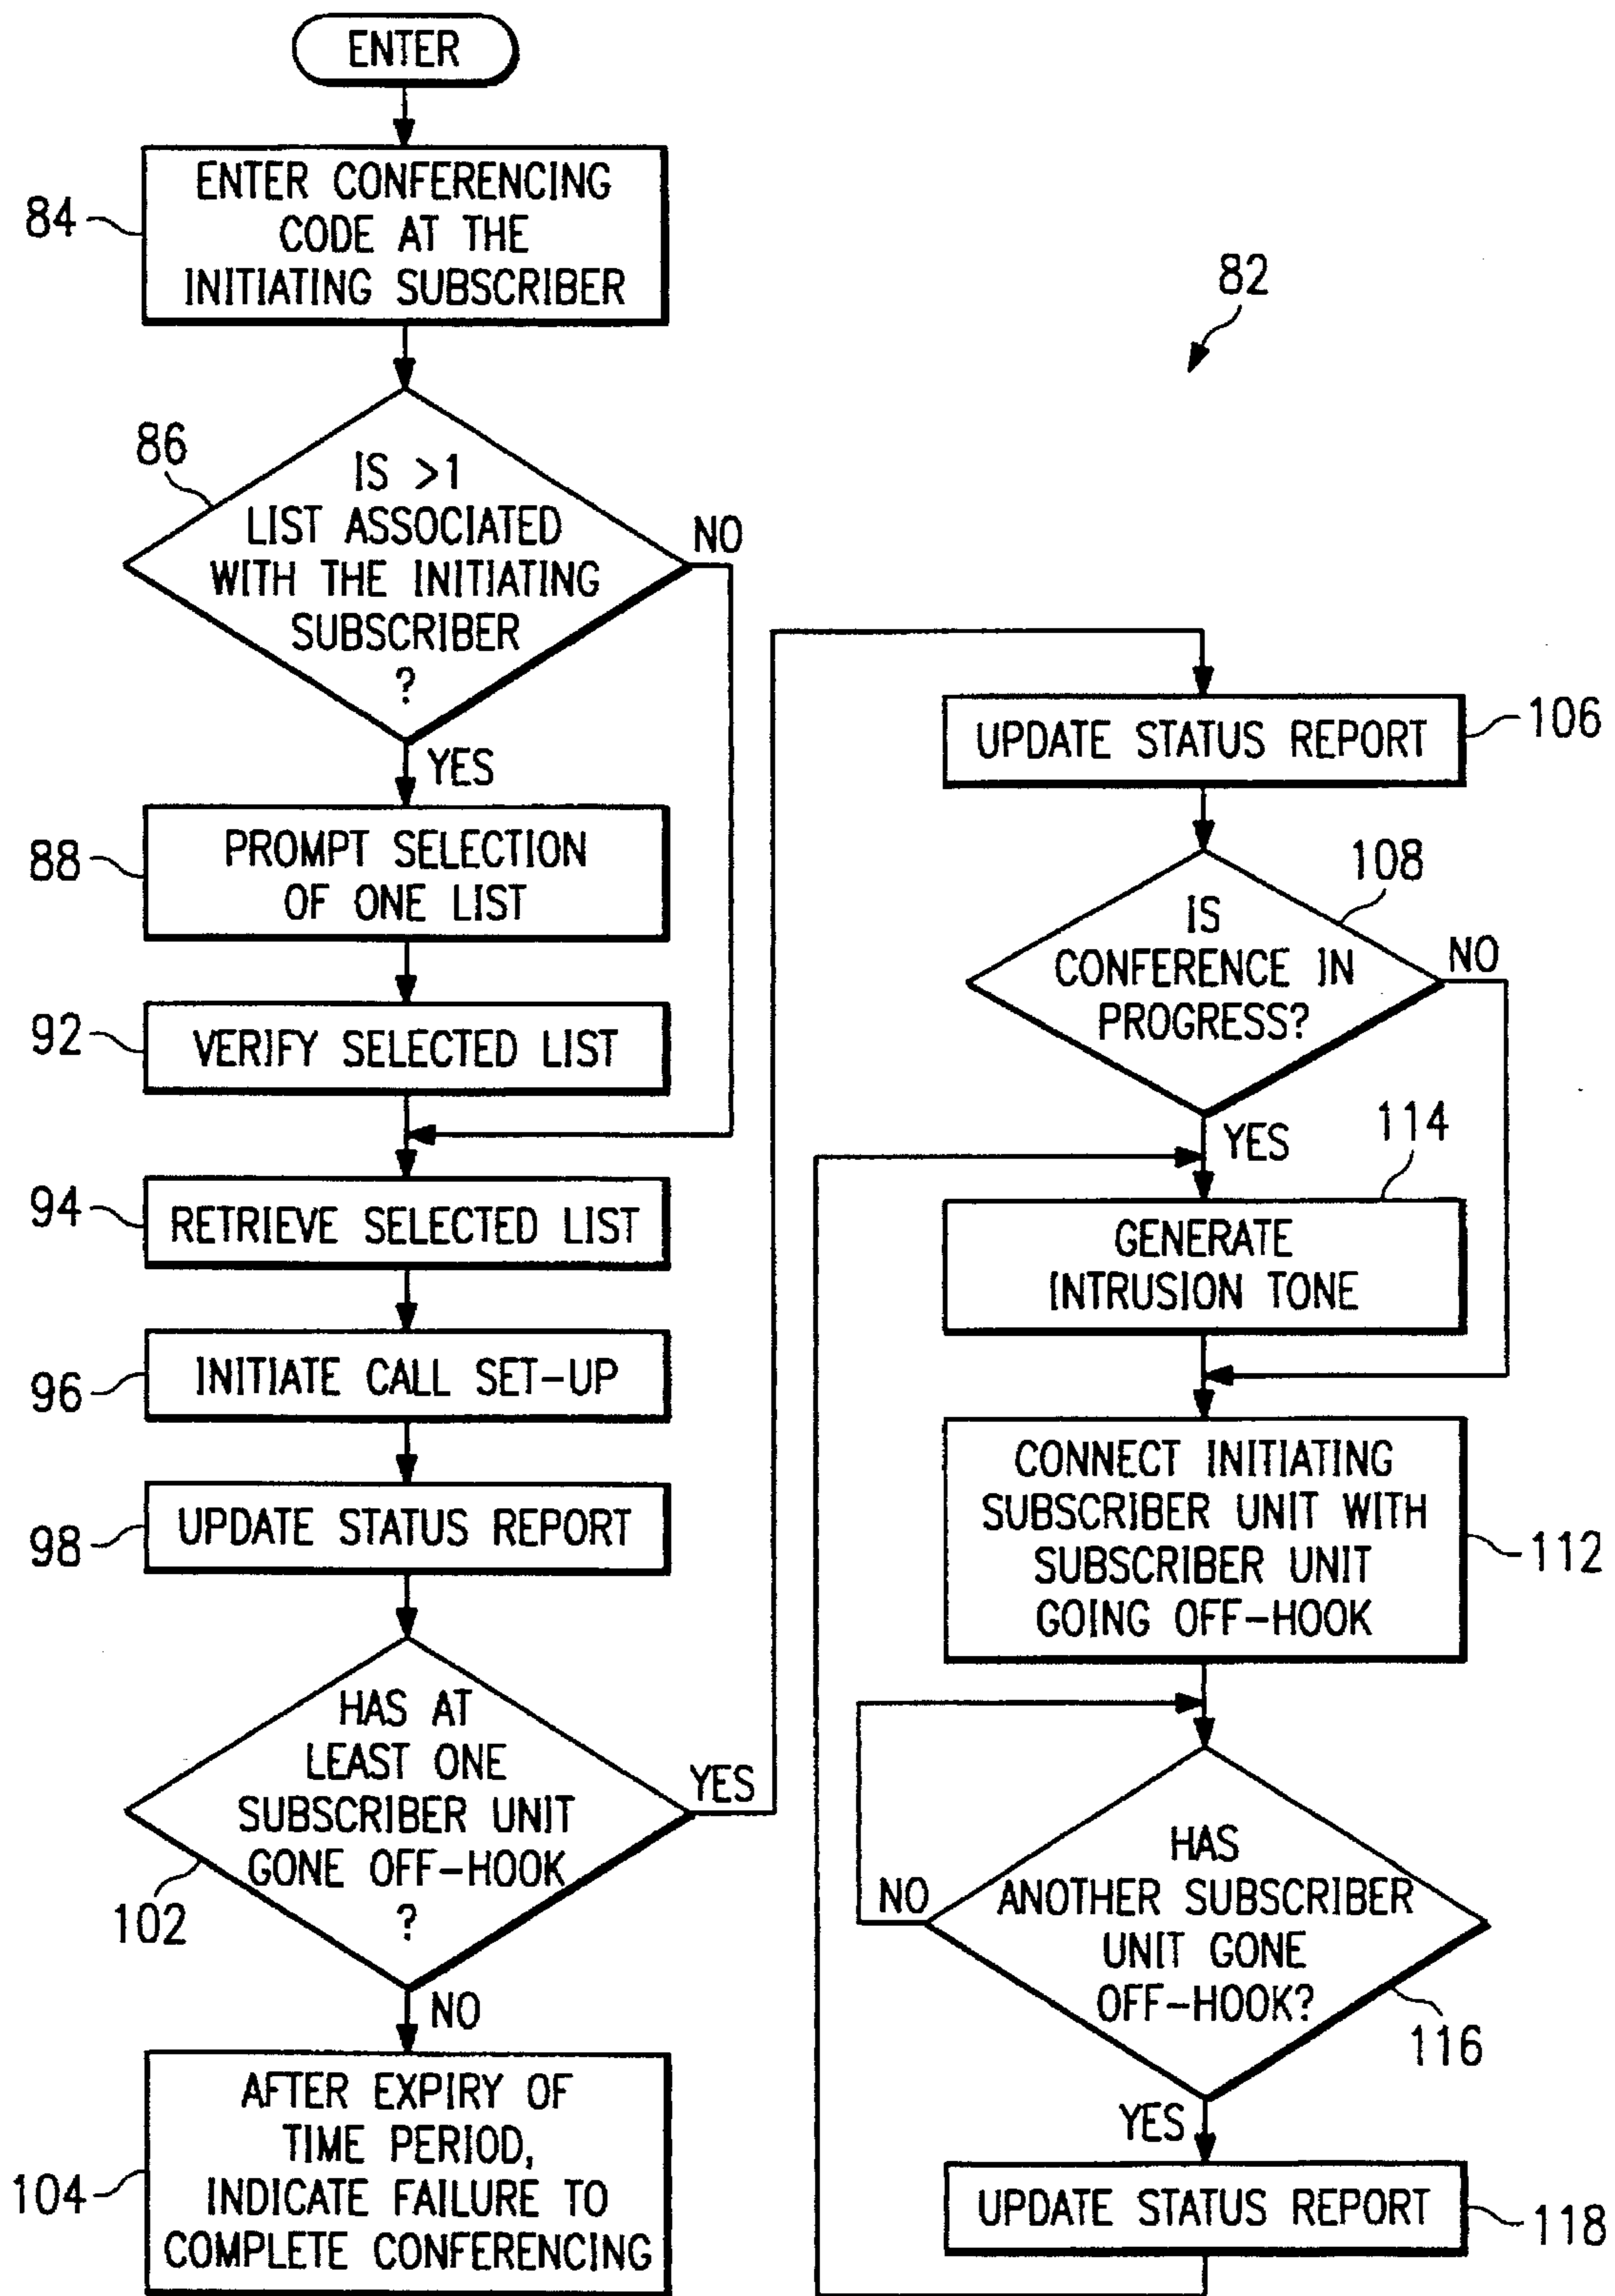 ENTER
84
ENTER CONFERENCING
CODE AT THE
INITIATING SUBSCRIBER
82
86
IS >1
LIST ASSOCIATED
WITH THE INITIATING
SUBSCRIBER
?
NO
YES
88
PROMPT SELECTION
OF ONE LIST
92
VERIFY SELECTED LIST
94
RETRIEVE SELECTED LIST
96
INITIATE CALL SET-UP
98
UPDATE STATUS REPORT
HAS AT
LEAST ONE
SUBSCRIBER UNIT
GONE OFF-HOOK
?
102
YES
NO
104
AFTER EXPIRY OF
TIME PERIOD,
INDICATE FAILURE TO
COMPLETE CONFERENCING
UPDATE STATUS REPORT
106
108
IS
CONFERENCE IN
PROGRESS?
NO
YES
114
GENERATE
INTRUSION TONE
CONNECT INITIATING
SUBSCRIBER UNIT WITH
SUBSCRIBER UNIT
GOING OFF-HOOK
112
HAS
ANOTHER SUBSCRIBER
UNIT GONE
OFF-HOOK?
NO
116
YES
UPDATE STATUS REPORT
118